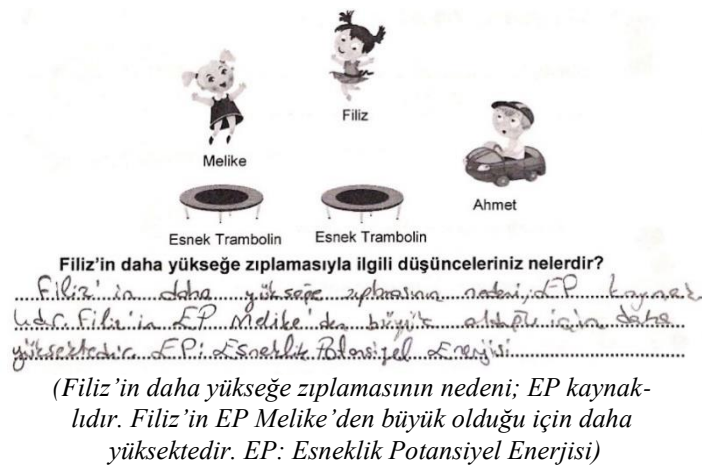 Filiz
Melike
Ahmet
Esnek Trambolin Esnek Trambolin
Filiz’in daha yükseğe zıplamasıyla ilgili düşünceleriniz nelerdir?
Filiz'in daha yükseğe zıplamasının nedeni; EP kaynak
lıdır. Filiz'in EP Melike'den büyük olduğu için daha
yüksektedir. EP: Esneklik Potansiyel Enerjisi
(Filiz’in daha yükseğe zıplamasının nedeni; EP kaynak-
lıdır. Filiz’in EP Melike’den büyük olduğu için daha
yüksektedir. EP: Esneklik Potansiyel Enerjisi)